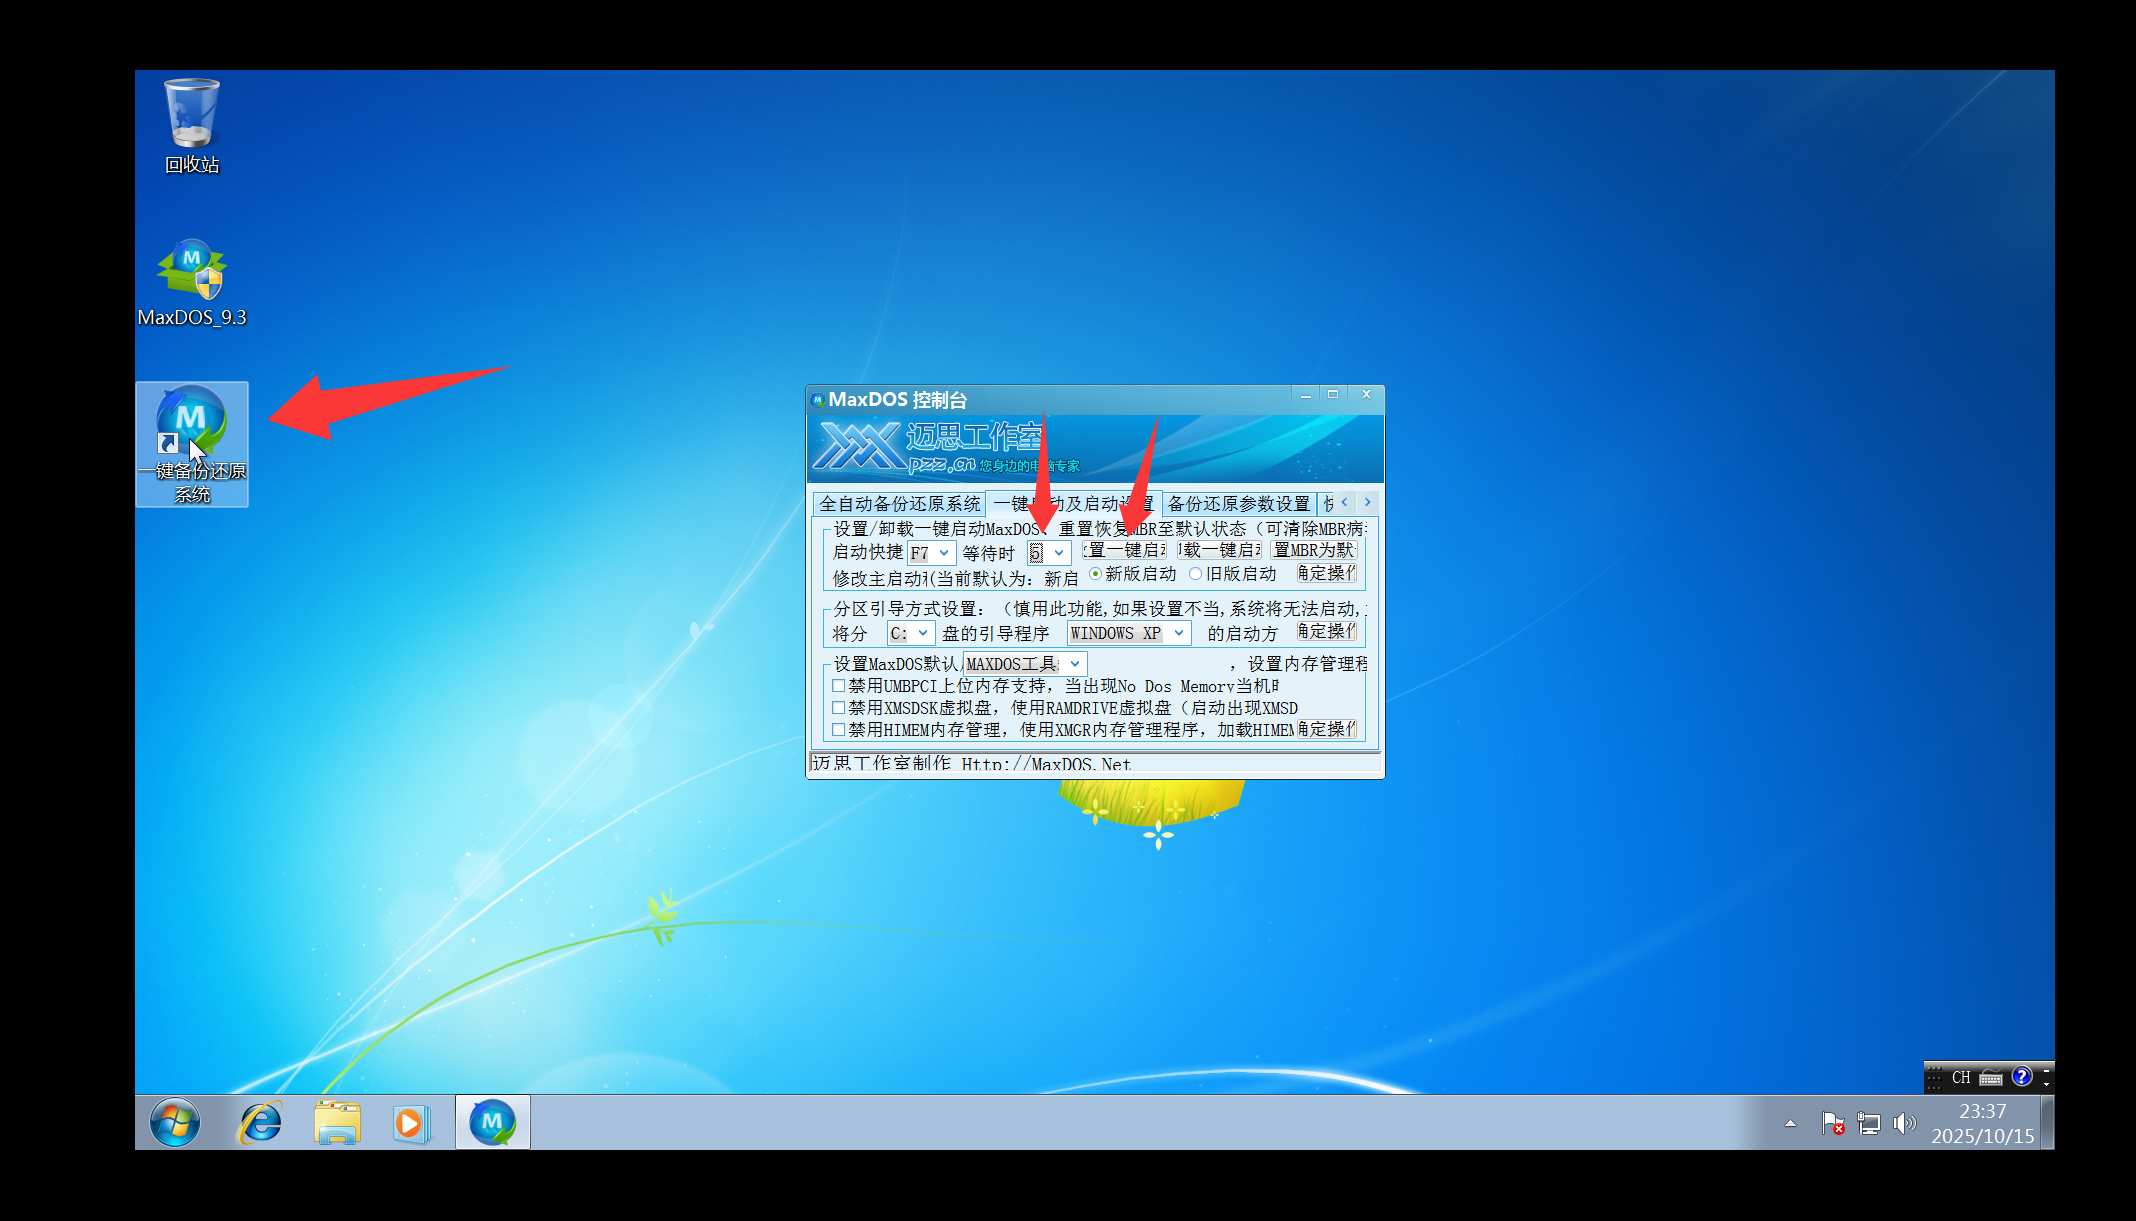 回收站
MaxDOS_9.3
一键备份还原
系统
MaxDOS 控制台
迈思工作室
pzz.cn 您身边的电脑专家
全自动备份还原系统 一键启动及启动设置 备份还原参数设置
设置/卸载一键启动MaxDOS、重置恢复MBR至默认状态（可清除MBR病
启动快捷 F7 等待时 5 置一键启 载一键启 置MBR为默
修改主启动 (当前默认为: 新启 新版启动 旧版启动 确定操作
分区引导方式设置: （慎用此功能,如果设置不当,系统将无法启动,
将分 C: 盘的引导程序 WINDOWS XP 的启动方 确定操作
设置MaxDOS默认 MAXDOS工具 ，设置内存管理程
禁用UMBPCI上位内存支持，当出现No Dos Memory当机时
禁用XMSDSK虚拟盘，使用RAMDRIVE虚拟盘（启动出现XMSD
禁用HIMEM内存管理，使用XMGR内存管理程序，加载HIMEM 确定操作
迈思工作室制作 Http://MaxDOS.Net
CH
23:37
2025/10/15